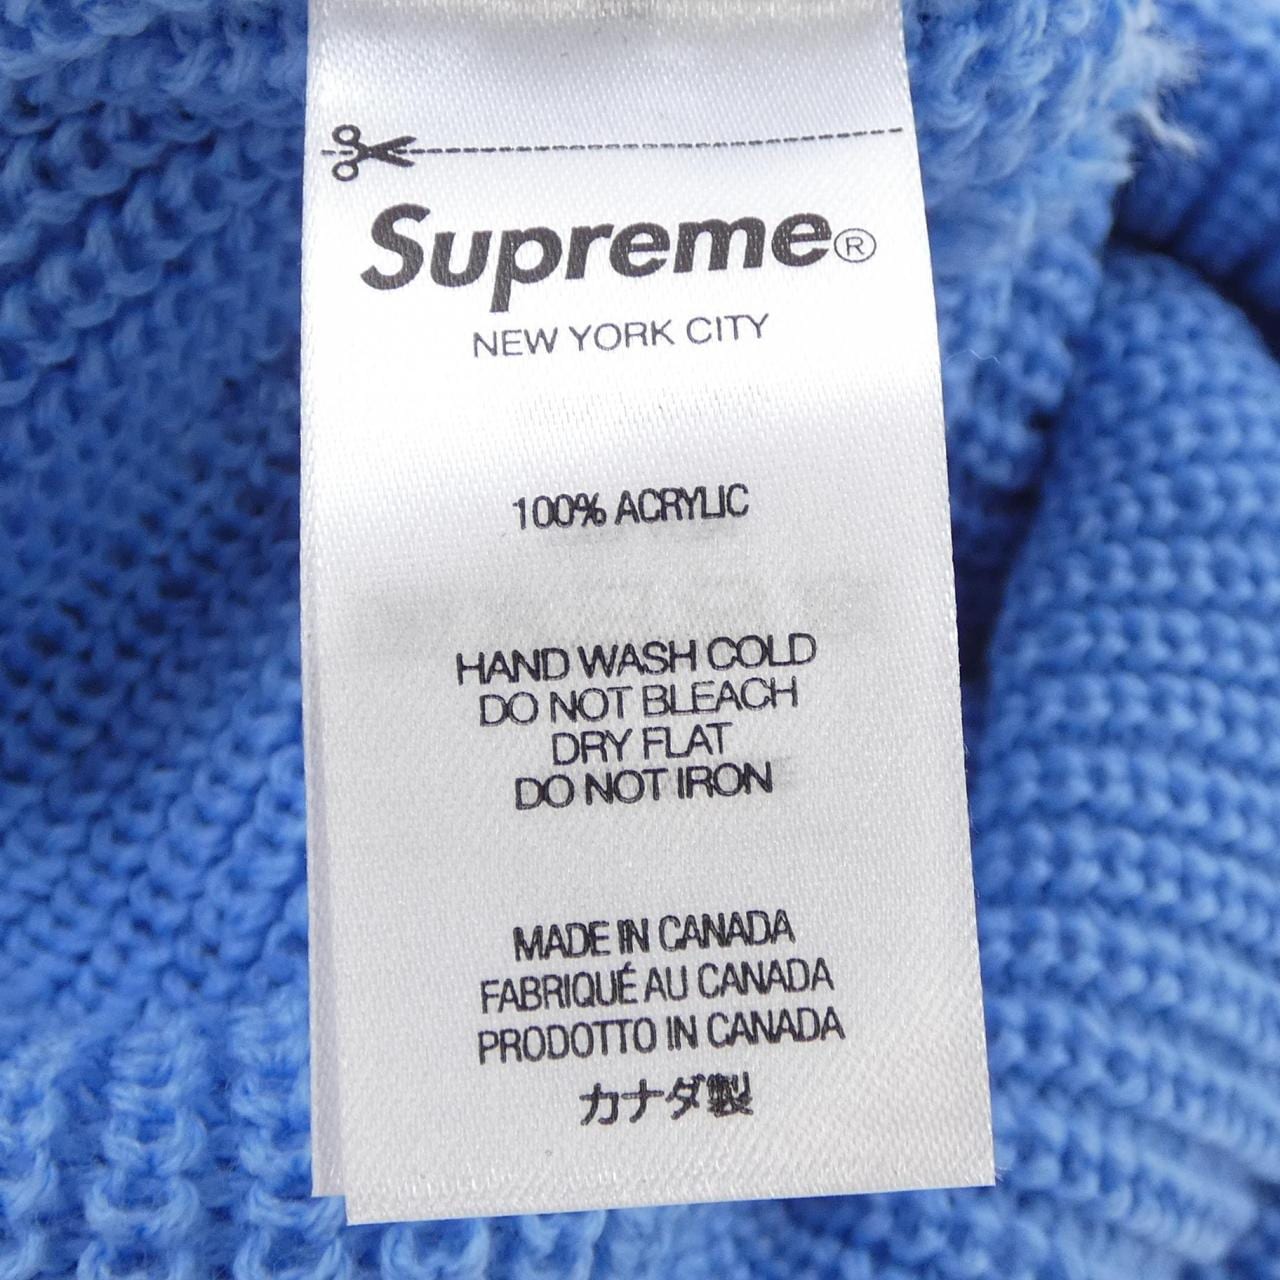 Supreme®
NEW YORK CITY
100% ACRYLIC
HAND WASH COLD
DO NOT BLEACH
DRY FLAT
DO NOT IRON
MADE IN CANADA
FABRIQUÉ AU CANADA
PRODOTTO IN CANADA
カナダ製